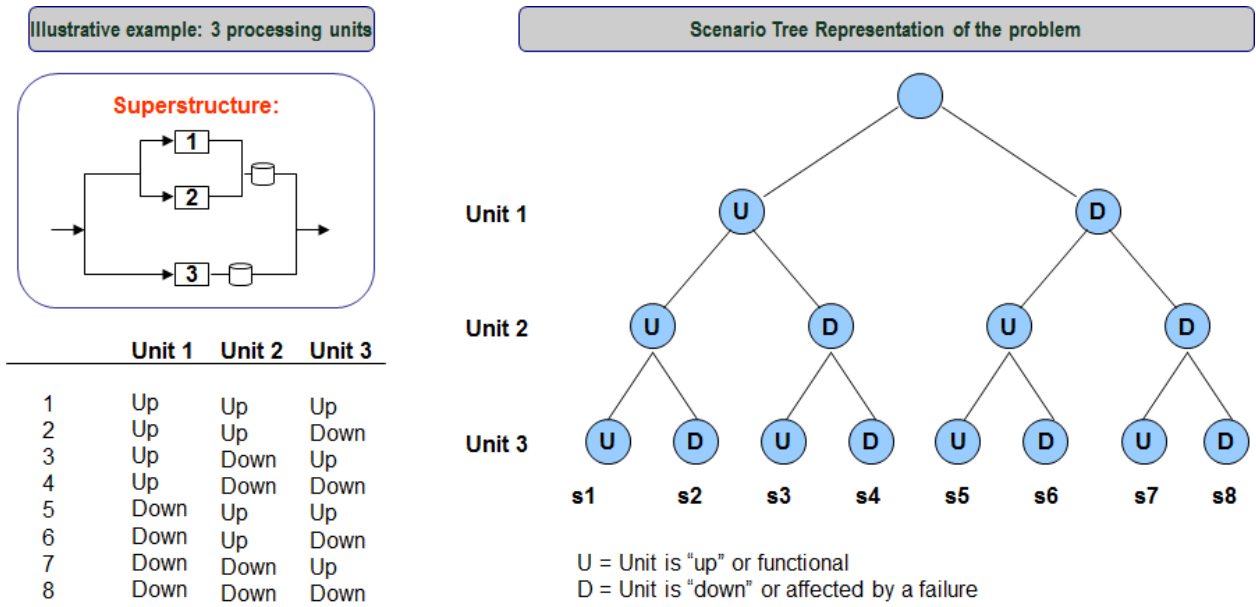 Illustrative example: 3 processing units
Superstructure:
1
2
3
Unit 1 Unit 2 Unit 3
1 Up Up Up
2 Up Up Down
3 Up Down Up
4 Up Down Down
5 Down Up Up
6 Down Up Down
7 Down Down Up
8 Down Down Down
Scenario Tree Representation of the problem
Unit 1 U D
Unit 2 U D U D
Unit 3 U D U D U D U D
s1 s2 s3 s4 s5 s6 s7 s8
U = Unit is “up” or functional
D = Unit is “down” or affected by a failure